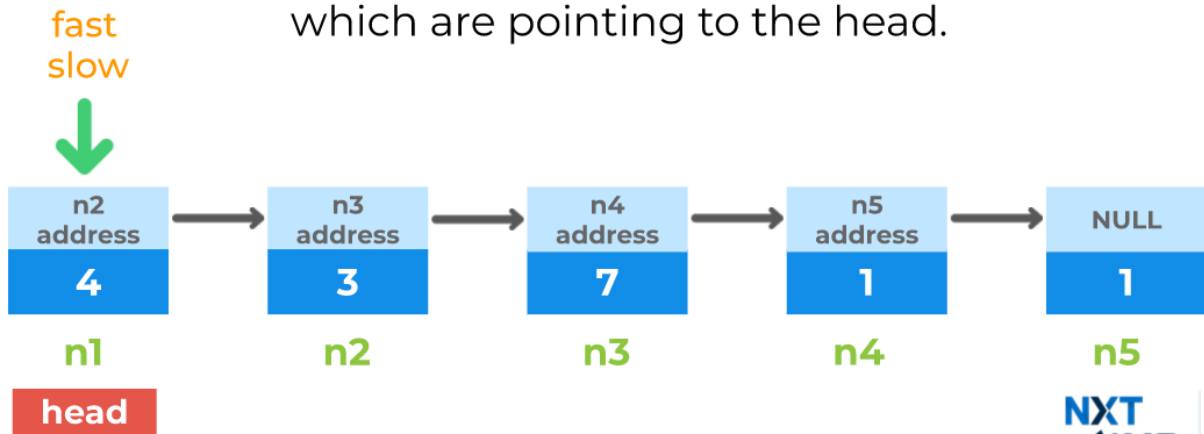 which are pointing to the head.
fast
slow
n2
address
n3
address
n4
address
n5
address
NULL
4
3
7
1
1
n1
n2
n3
n4
n5
head
NXT